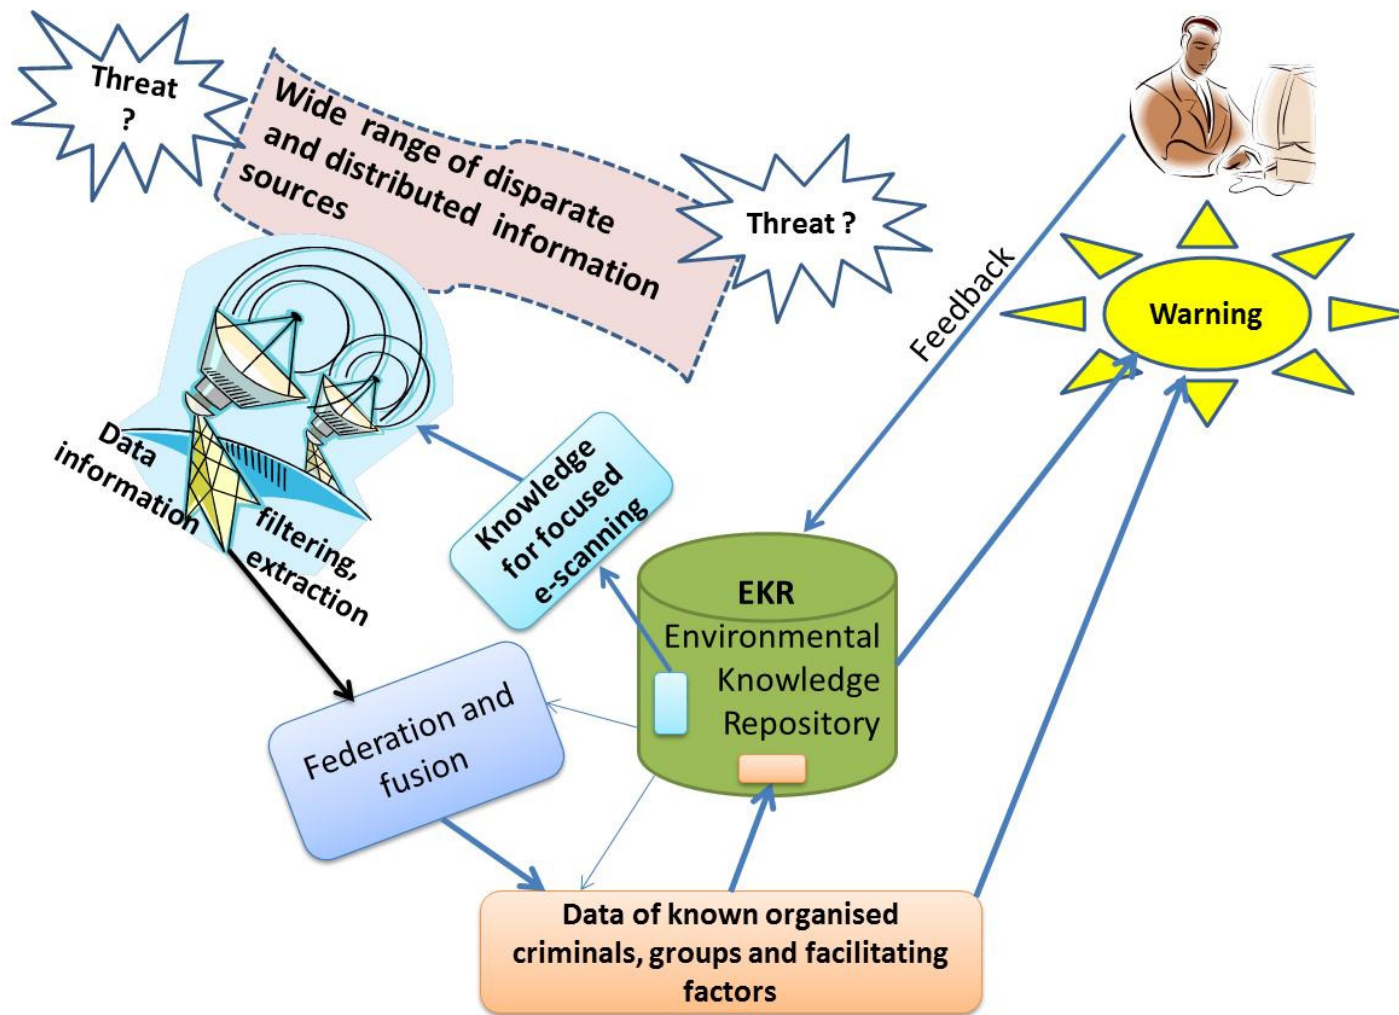 Threat
?
Wide range of disparate
and distributed information
sources
Threat ?
Feedback
Warning
Data
information
filtering,
extraction
Knowledge
for focused
e-scanning
EKR
Environmental
Knowledge
Repository
Federation and
fusion
Data of known organised
criminals, groups and facilitating
factors